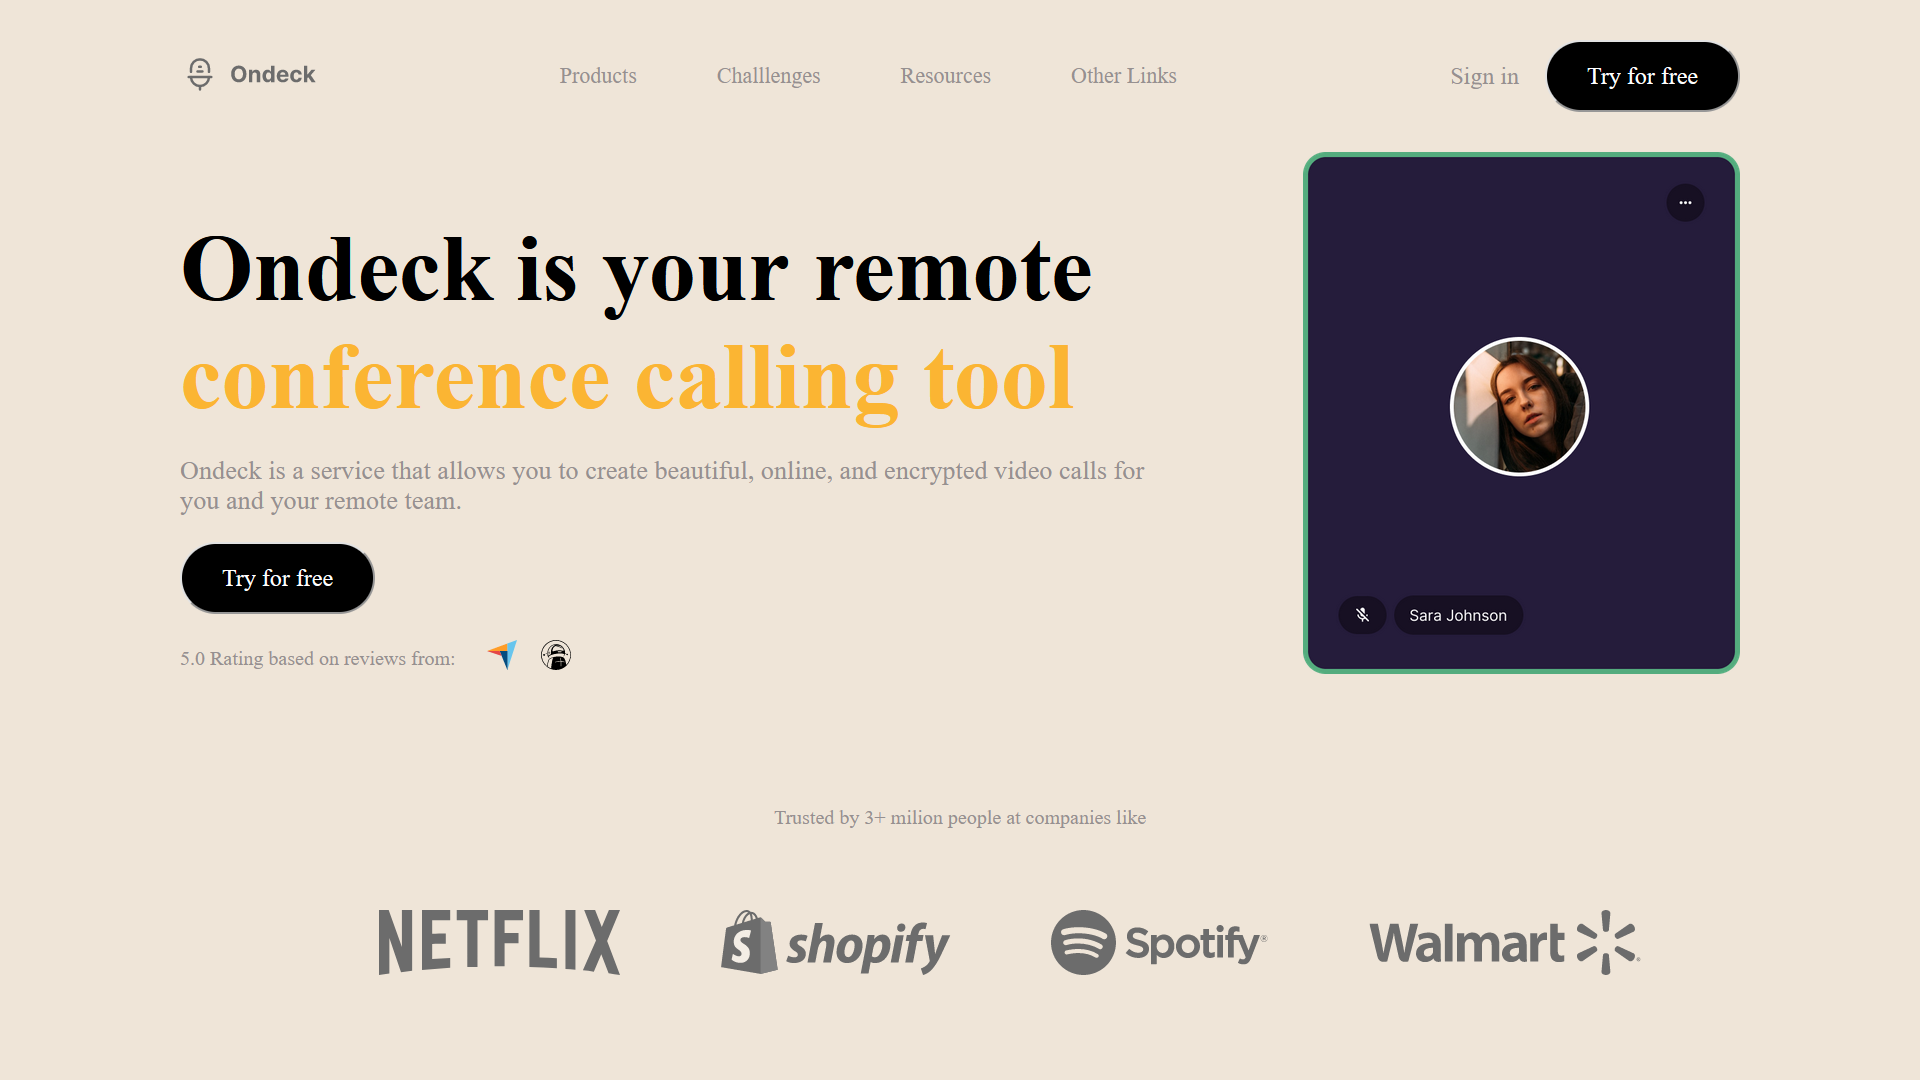 Ondeck
Products
Challlenges
Resources
Other Links
Sign in
Try for free
Ondeck is your remote
conference calling tool
Ondeck is a service that allows you to create beautiful, online, and encrypted video calls for
you and your remote team.
Try for free
5.0 Rating based on reviews from:
Sara Johnson
Trusted by 3+ milion people at companies like
NETFLIX
shopify
Spotify®
Walmart